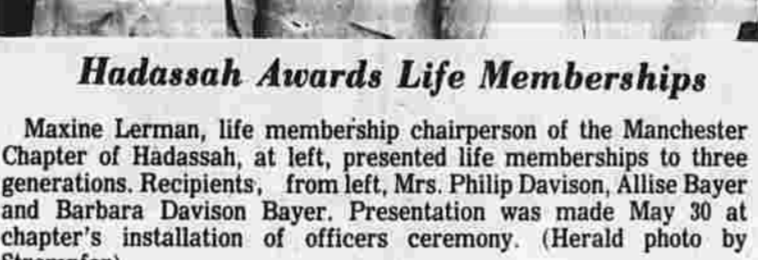 Hadassah Awards Life Memberships
Maxine Lerman, life membership chairperson of the Manchester
Chapter of Hadassah, at left, presented life memberships to three
generations. Recipients, from left, Mrs. Philip Davison, Allise Bayer
and Barbara Davison Bayer. Presentation was made May 30 at
chapter's installation of officers ceremony. (Herald photo by